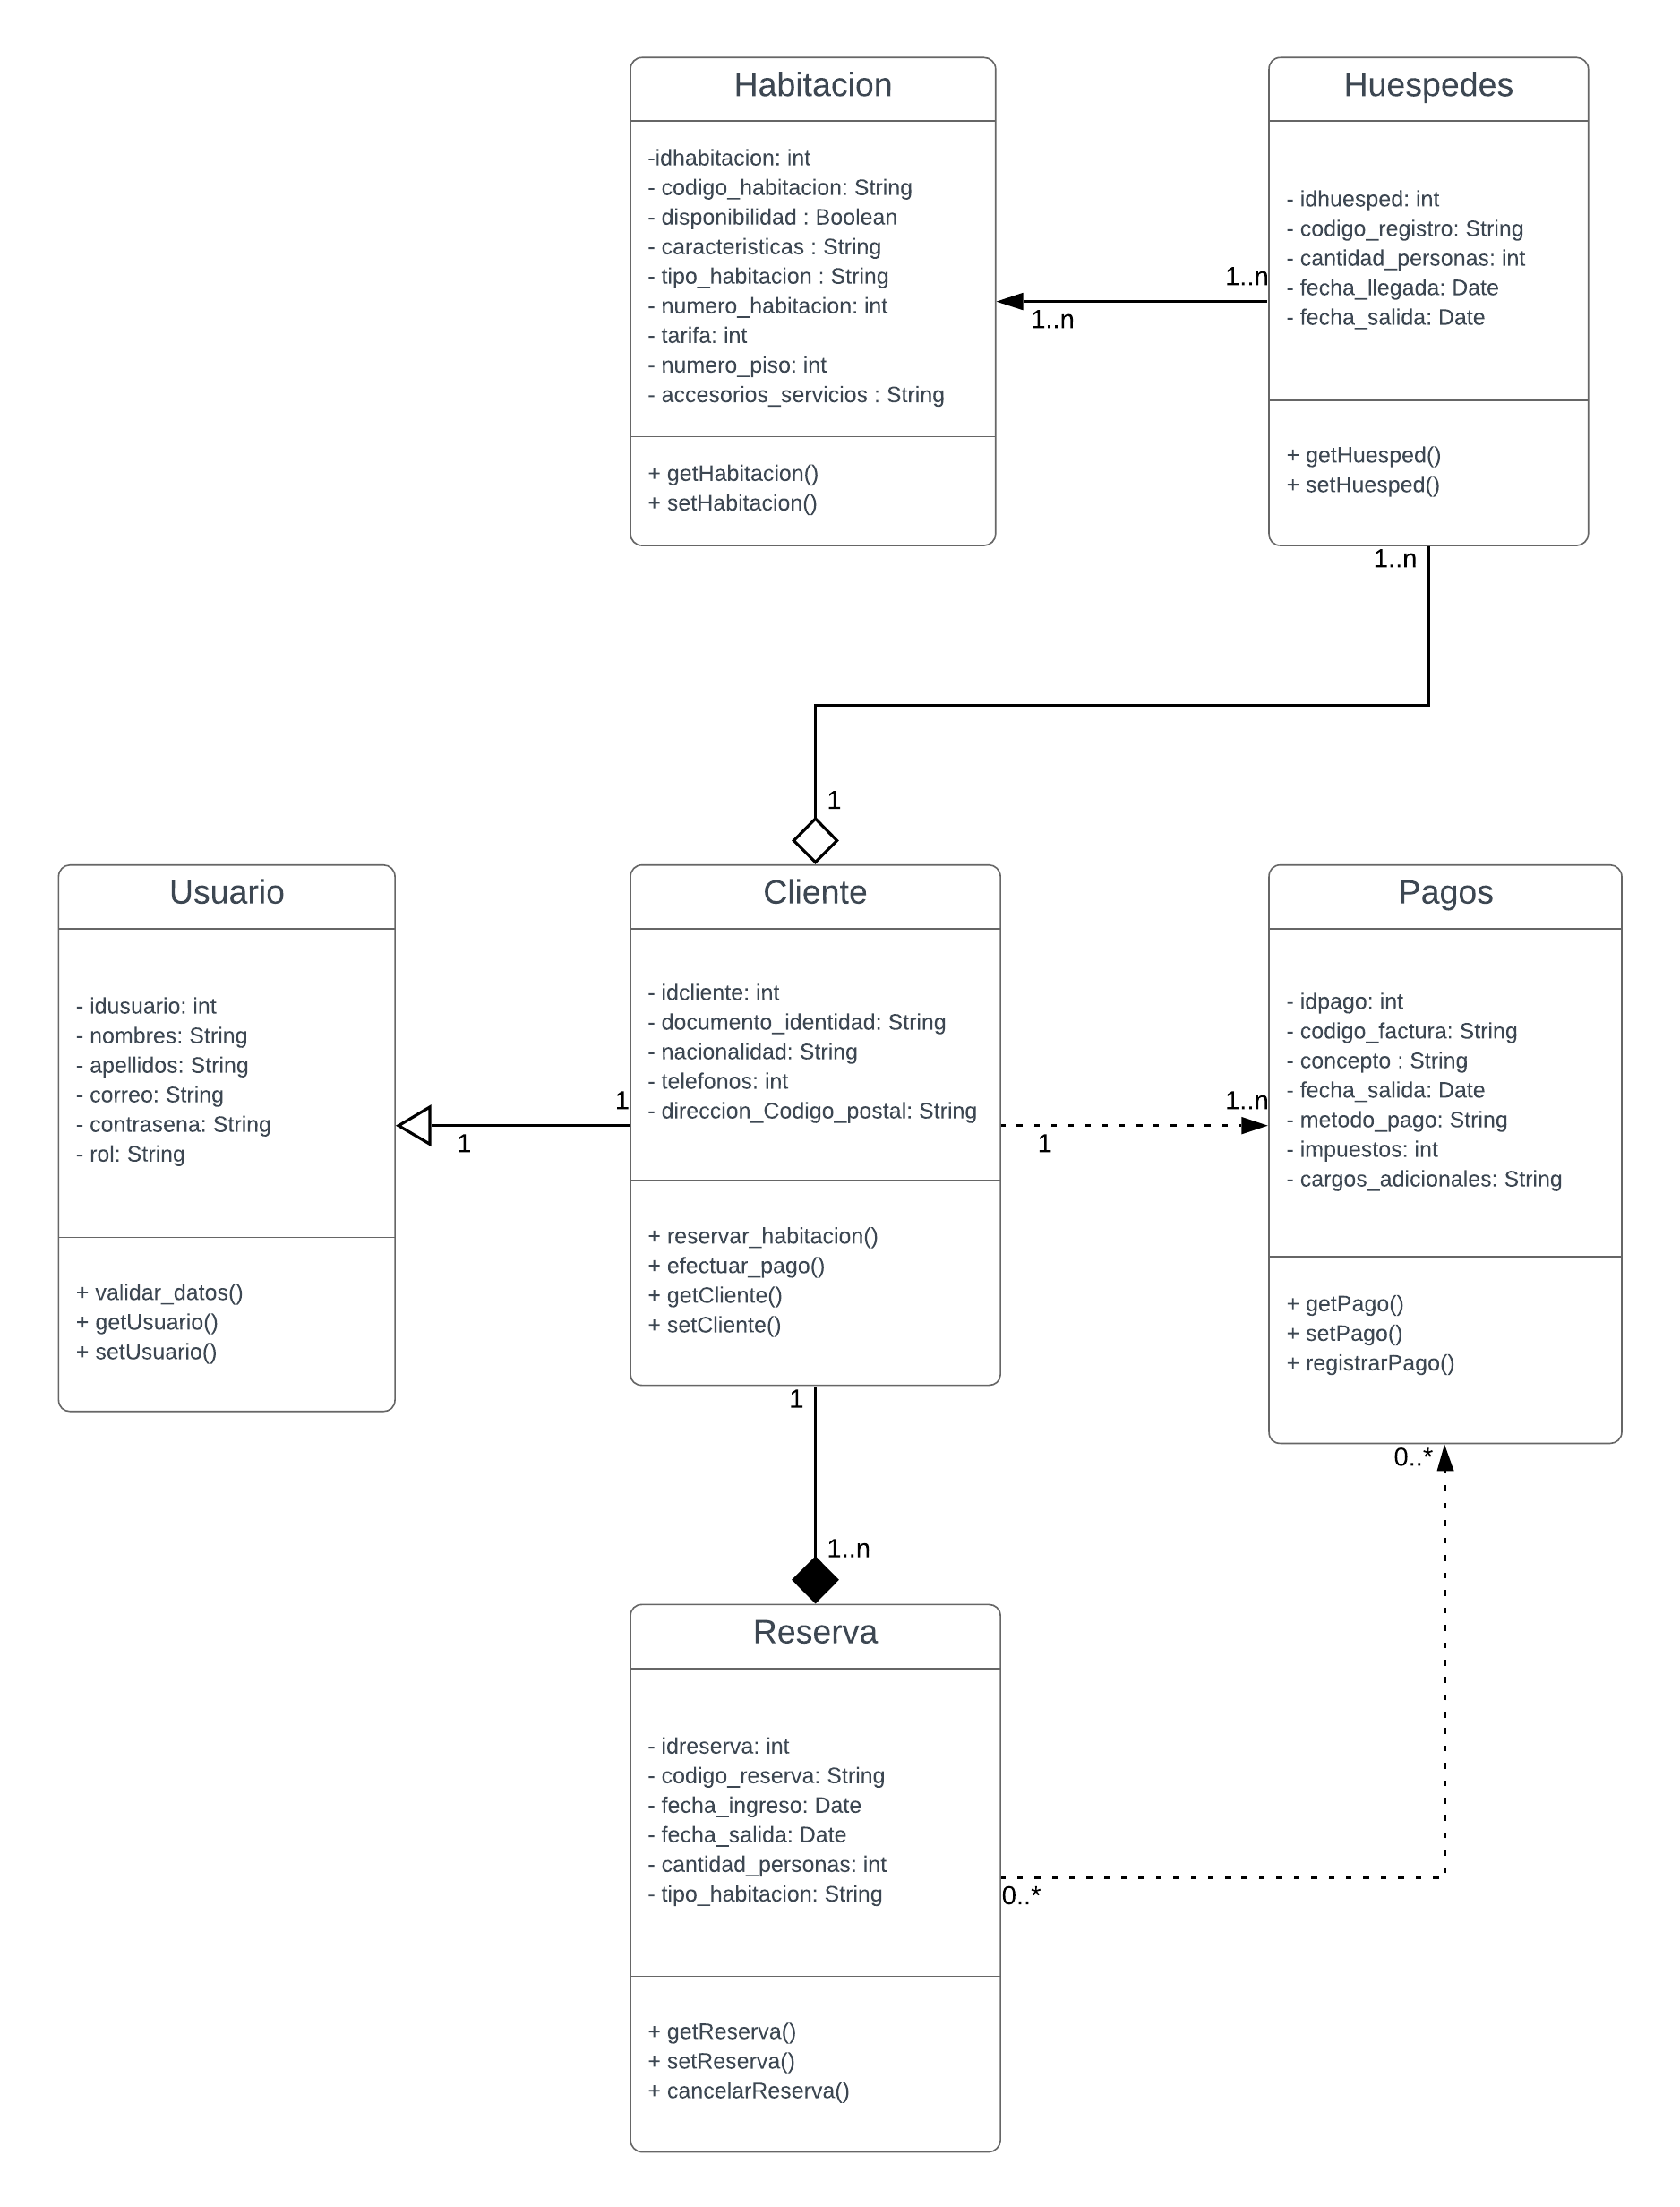 Habitacion
-idhabitacion: int
- codigo_habitacion: String
- disponibilidad : Boolean
- caracteristicas : String
- tipo_habitacion : String
- numero_habitacion: int
- tarifa: int
- numero_piso: int
- accesorios_servicios : String
+ getHabitacion()
+ setHabitacion()
1..n
1..n
Huespedes
- idhuesped: int
- codigo_registro: String
- cantidad_personas: int
- fecha_llegada: Date
- fecha_salida: Date
+ getHuesped()
+ setHuesped()
1..n
1
Usuario
- idusuario: int
- nombres: String
- apellidos: String
- correo: String
- contrasena: String
- rol: String
+ validar_datos()
+ getUsuario()
+ setUsuario()
1
1
Cliente
- idcliente: int
- documento_identidad: String
- nacionalidad: String
- telefonos: int
- direccion_Codigo_postal: String
+ reservar_habitacion()
+ efectuar_pago()
+ getCliente()
+ setCliente()
1..n
1
Pagos
- idpago: int
- codigo_factura: String
- concepto : String
- fecha_salida: Date
- metodo_pago: String
- impuestos: int
- cargos_adicionales: String
+ getPago()
+ setPago()
+ registrarPago()
1
0..*
1..n
Reserva
- idreserva: int
- codigo_reserva: String
- fecha_ingreso: Date
- fecha_salida: Date
- cantidad_personas: int
- tipo_habitacion: String
+ getReserva()
+ setReserva()
+ cancelarReserva()
0..*